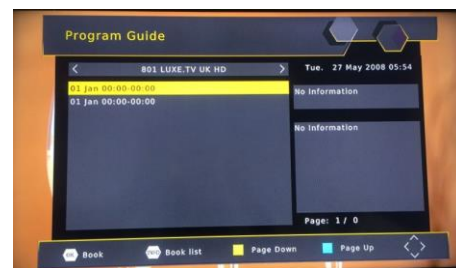 Program Guide
< 801 LUXE.TV UK HD >
Tue. 27 May 2008 05:54
01 Jan 00:00-00:00
01 Jan 00:00-00:00
No Information
No Information
Page: 1 / 0
OK Book
Book list
Page Down
Page Up